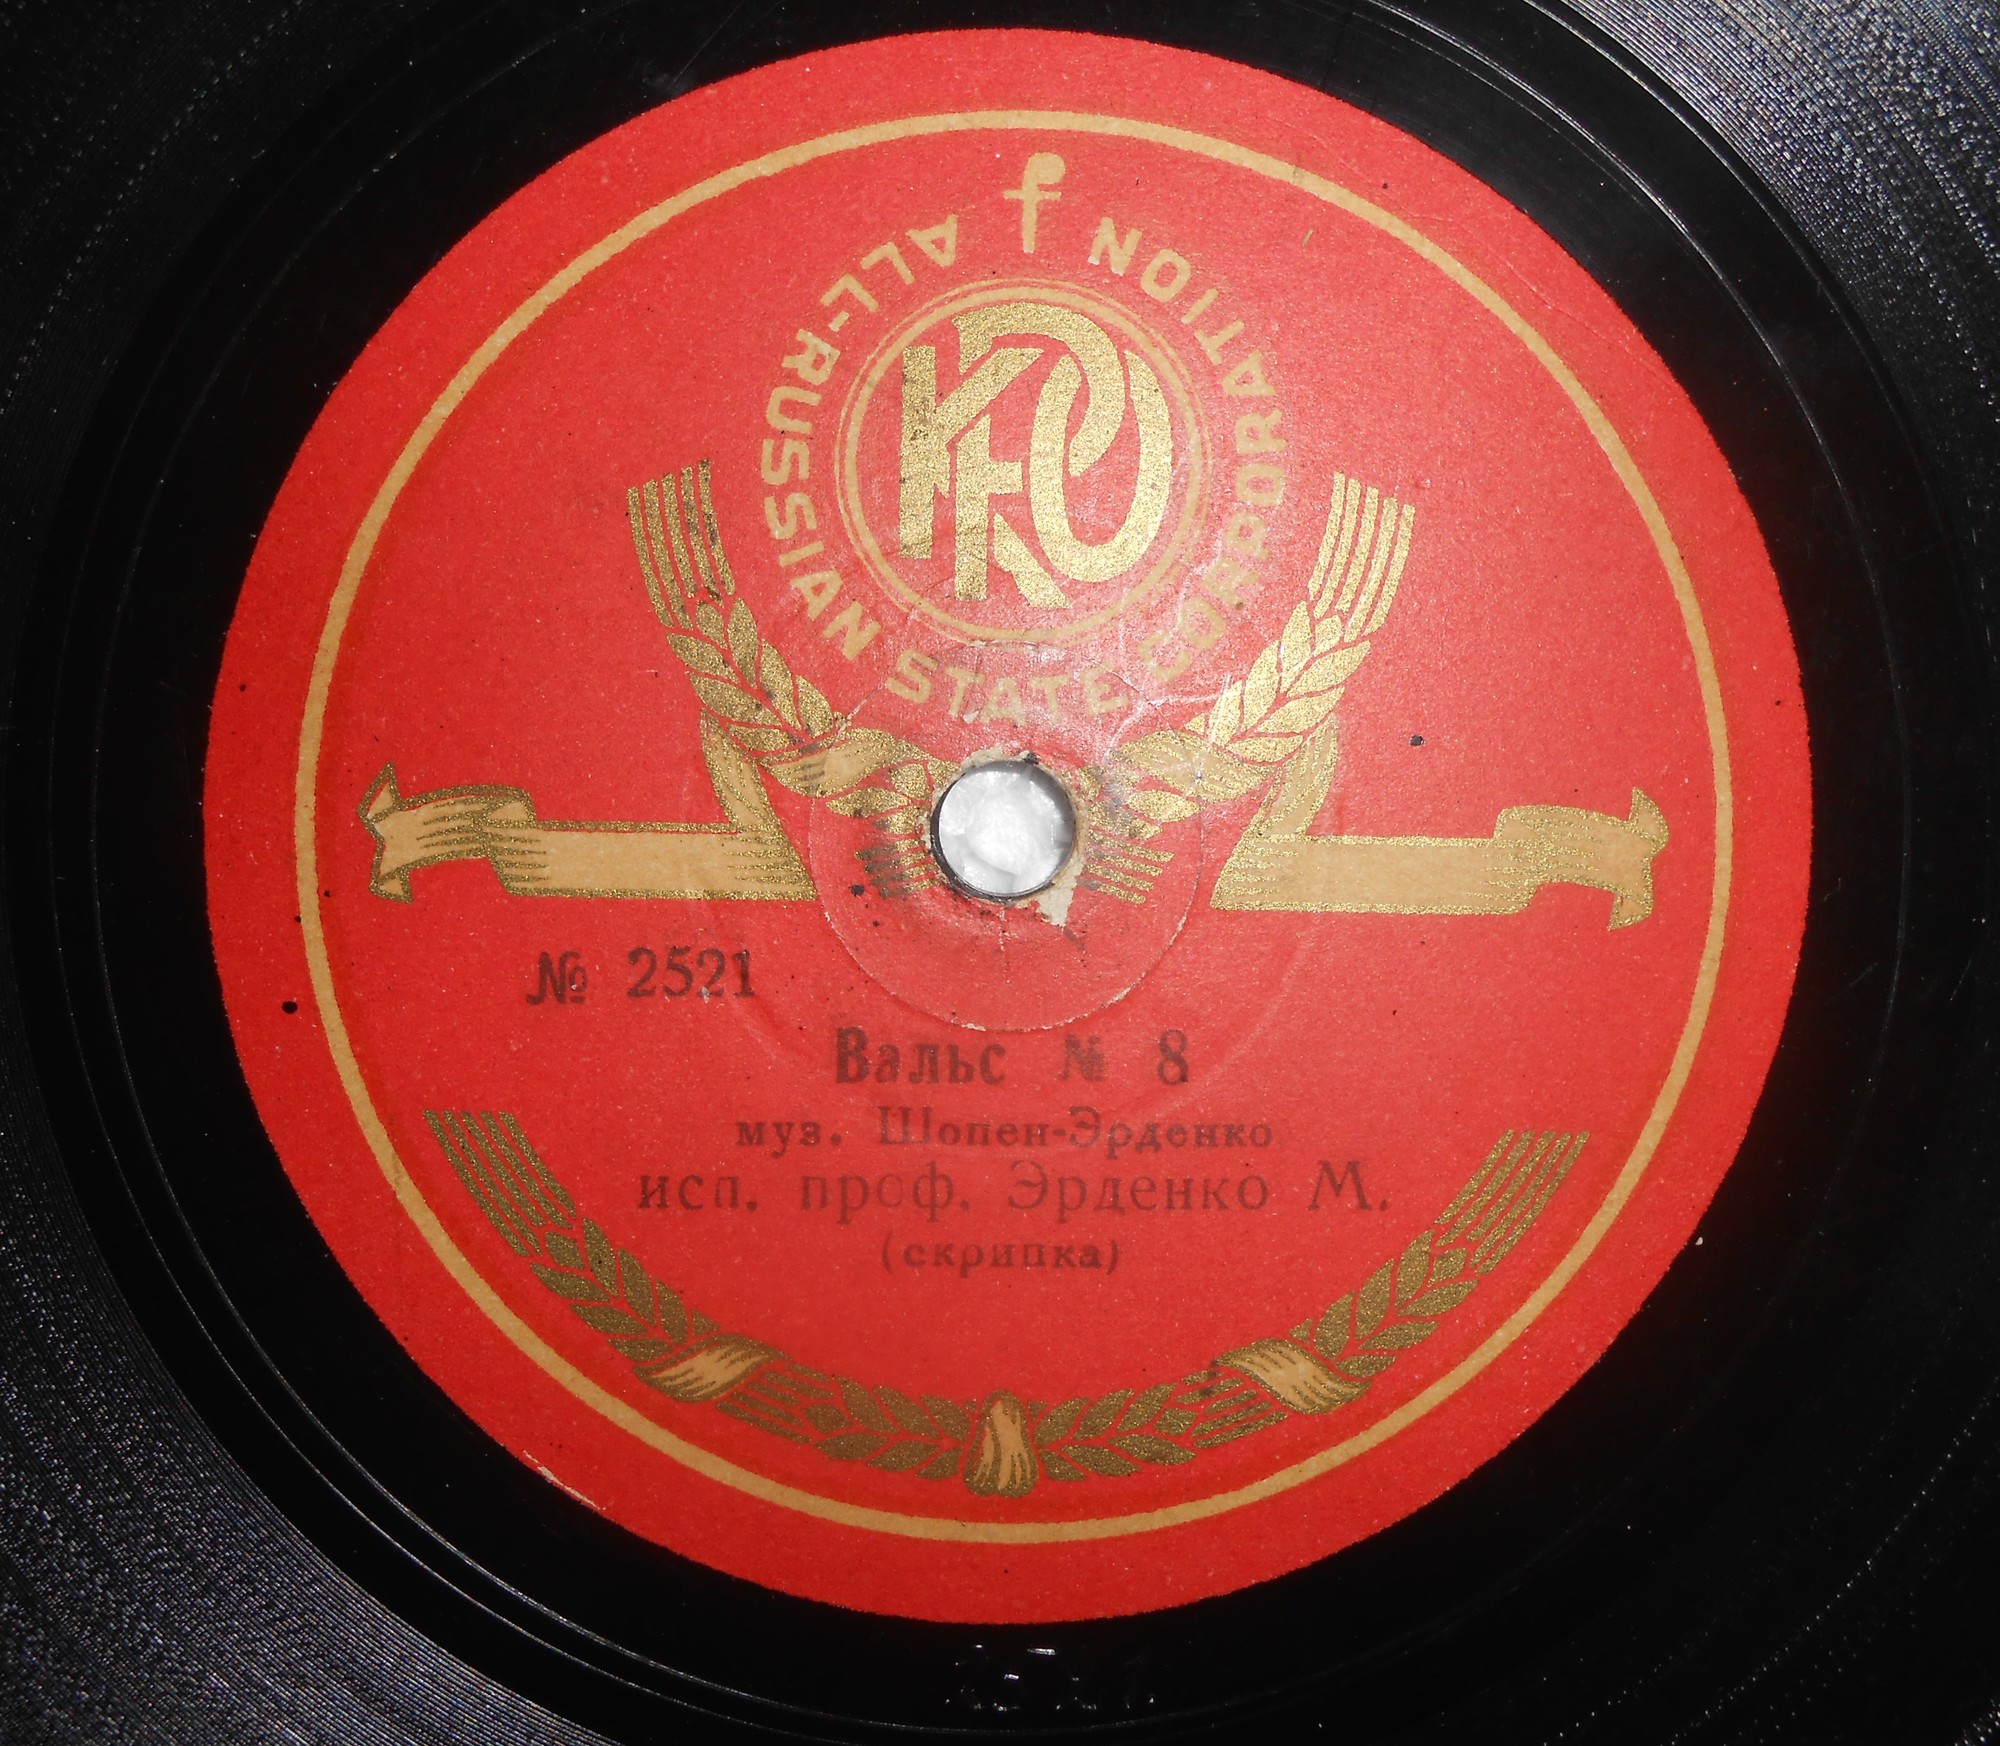 ALL-RUSSIAN STATE CORPORATION
№ 2521
Вальс № 8
муз. Шопен-Эрденко
исп. проф. Эрденко М.
(скрипка)